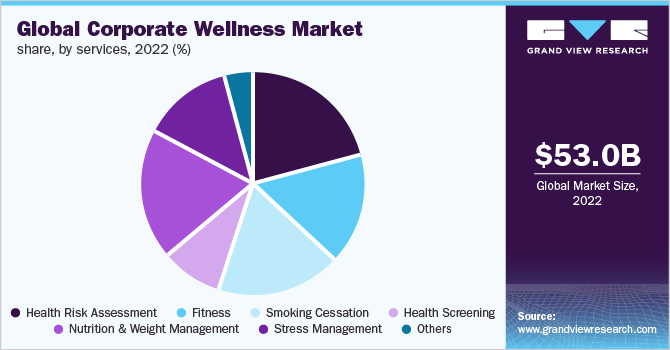 Global Corporate Wellness Market
share, by services, 2022 (%)
Health Risk Assessment
Fitness
Smoking Cessation
Health Screening
Nutrition & Weight Management
Stress Management
Others
GRAND VIEW RESEARCH
$53.0B
Global Market Size,
2022
Source:
www.grandviewresearch.com